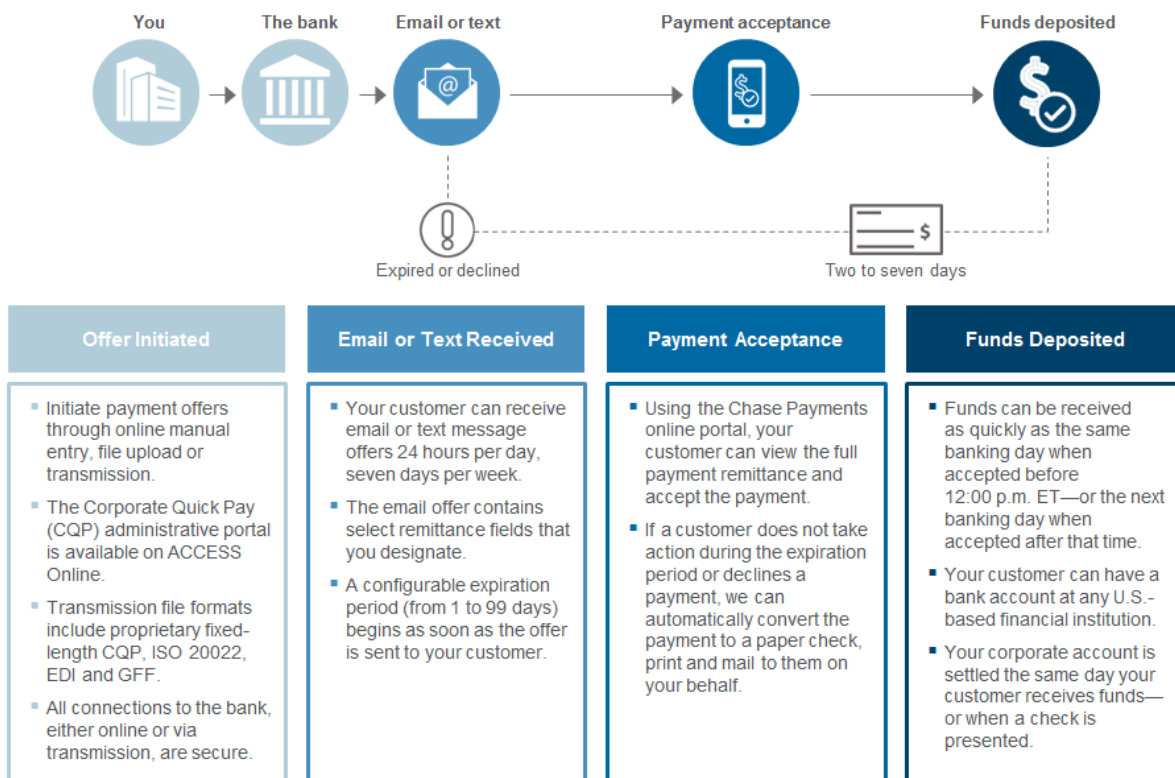 You
The bank
Email or text
Payment acceptance
Funds deposited
@
$
$
Expired or declined
$
Two to seven days
Offer Initiated
Initiate payment offers
through online manual
entry, file upload or
transmission.
The Corporate Quick Pay
(CQP) administrative portal
is available on ACCESS
Online.
Transmission file formats
include proprietary fixed-
length CQP, ISO 20022,
EDI and GFF.
All connections to the bank,
either online or via
transmission, are secure.
Email or Text Received
Your customer can receive
email or text message
offers 24 hours per day,
seven days per week.
The email offer contains
select remittance fields that
you designate.
A configurable expiration
period (from 1 to 99 days)
begins as soon as the offer
is sent to your customer.
Payment Acceptance
Using the Chase Payments
online portal, your
customer can view the full
payment remittance and
accept the payment.
If a customer does not take
action during the expiration
period or declines a
payment, we can
automatically convert the
payment to a paper check,
print and mail to them on
your behalf.
Funds Deposited
Funds can be received
as quickly as the same
banking day when
accepted before
12:00 p.m. ET—or the next
banking day when
accepted after that time.
Your customer can have a
bank account at any U.S.-
based financial institution.
Your corporate account is
settled the same day your
customer receives funds—
or when a check is
presented.